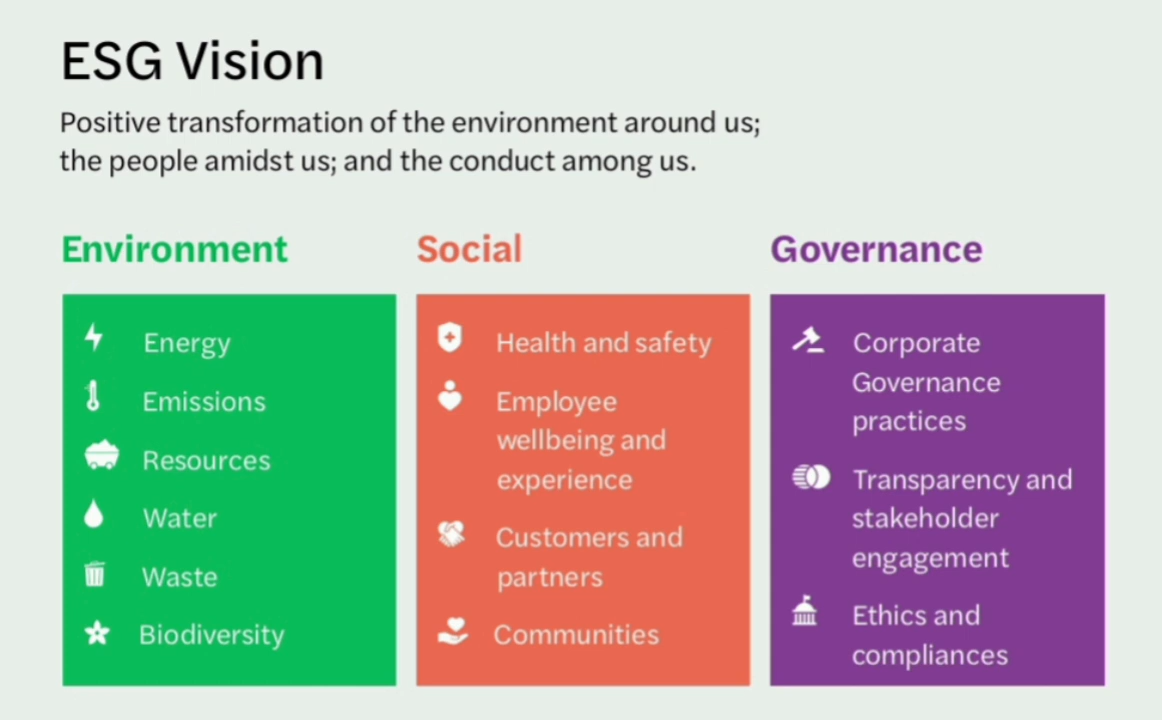 ESG Vision
Positive transformation of the environment around us;
the people amidst us; and the conduct among us.
Environment
Energy
Emissions
Resources
Water
Waste
Biodiversity
Social
Health and safety
Employee
wellbeing and
experience
Customers and
partners
Communities
Governance
Corporate
Governance
practices
Transparency and
stakeholder
engagement
Ethics and
compliances